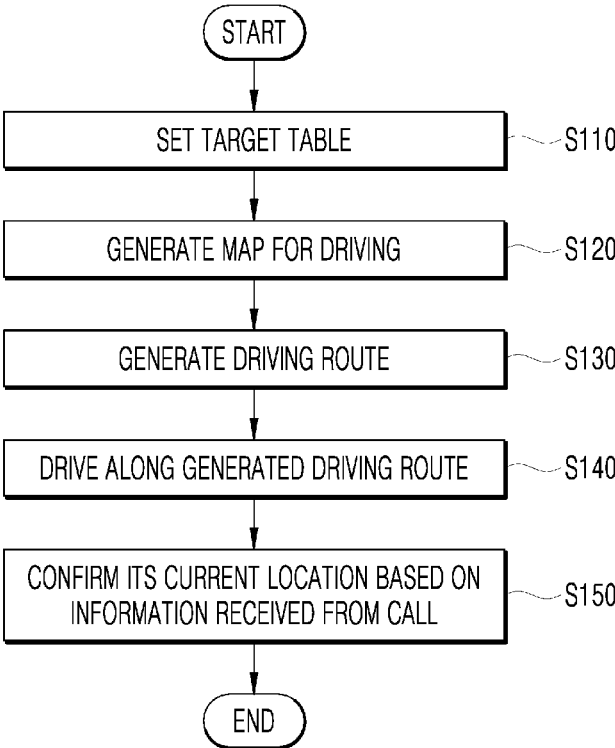 START
SET TARGET TABLE
S110
GENERATE MAP FOR DRIVING
S120
GENERATE DRIVING ROUTE
S130
DRIVE ALONG GENERATED DRIVING ROUTE
S140
CONFIRM ITS CURRENT LOCATION BASED ON
INFORMATION RECEIVED FROM CALL
S150
END